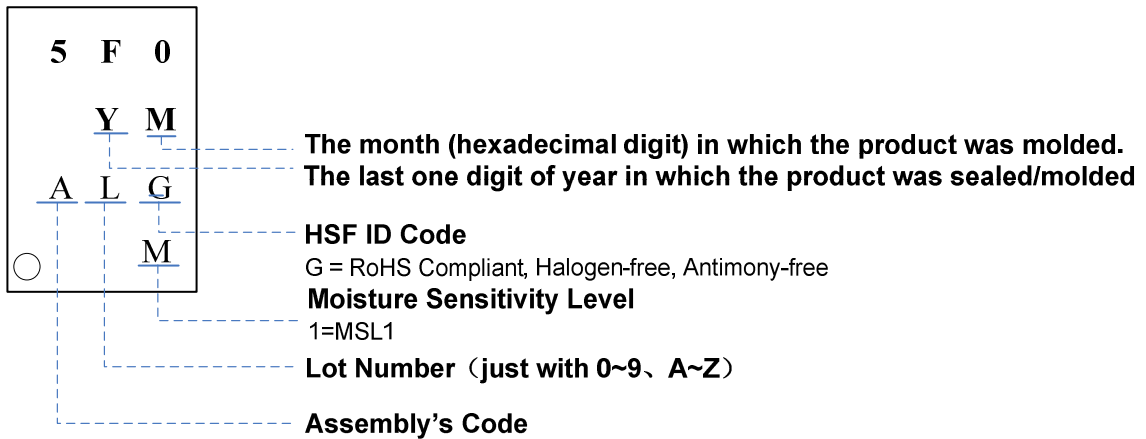 5 F 0
Y M
The month (hexadecimal digit) in which the product was molded.
The last one digit of year in which the product was sealed/molded
A L G
HSF ID Code
M
G = RoHS Compliant, Halogen-free, Antimony-free
Moisture Sensitivity Level
1=MSL1
Lot Number（just with 0~9、A~Z）
Assembly’s Code